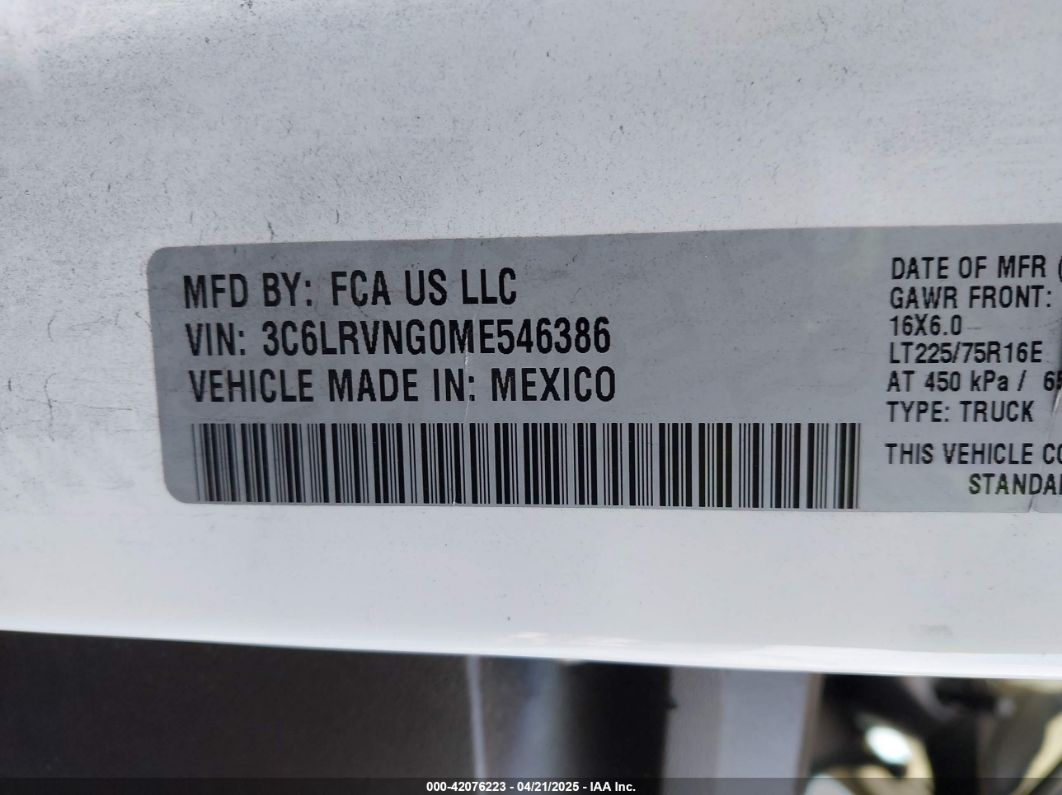 MFD BY: FCA US LLC
VIN: 3C6LRVNG0ME546386
VEHICLE MADE IN: MEXICO
DATE OF MFR (
GAWR FRONT:
16X6.0
LT225/75R16E
AT 450 kPa /
TYPE: TRUCK
THIS VEHICLE
000-42076223 - 04/21/2025 - IAA Inc.